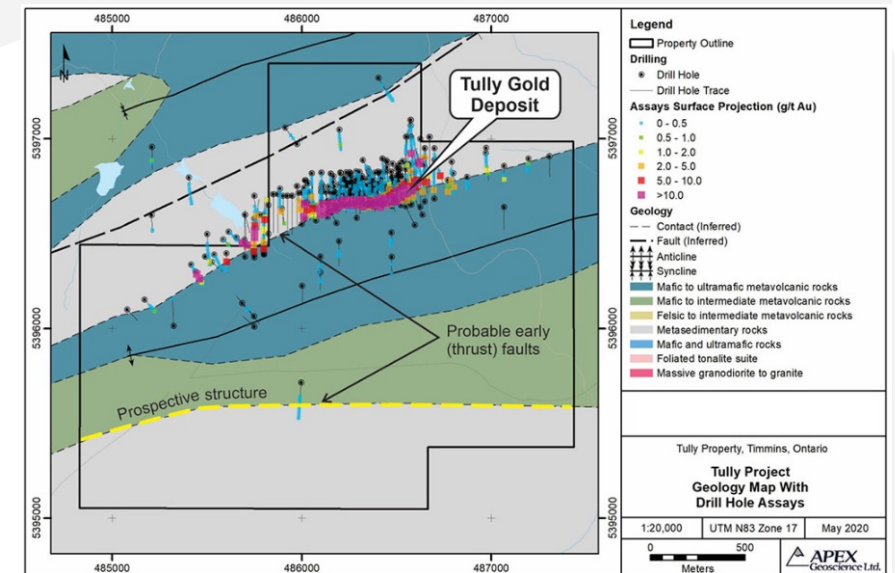 485000
486000
487000
N
5397000
5397000
Tully Gold
Deposit
5396000
5396000
Probable early
(thrust) faults
Prospective structure
5395000
5395000
485000
486000
487000
Legend
Property Outline
Drilling
Drill Hole
Drill Hole Trace
Assays Surface Projection (g/t Au)
0 - 0.5
0.5 - 1.0
1.0 - 2.0
2.0 - 5.0
5.0 - 10.0
>10.0
Geology
Contact (Inferred)
Fault (Inferred)
Anticline
Syncline
Mafic to ultramafic metavolcanic rocks
Mafic to intermediate metavolcanic rocks
Felsic to intermediate metavolcanic rocks
Metasedimentary rocks
Mafic and ultramafic rocks
Foliated tonalite suite
Massive granodiorite to granite
Tully Property, Timmins, Ontario
Tully Project
Geology Map With
Drill Hole Assays
1:20,000
UTM N83 Zone 17
May 2020
0
500
Meters
APEX
Geoscience Ltd.